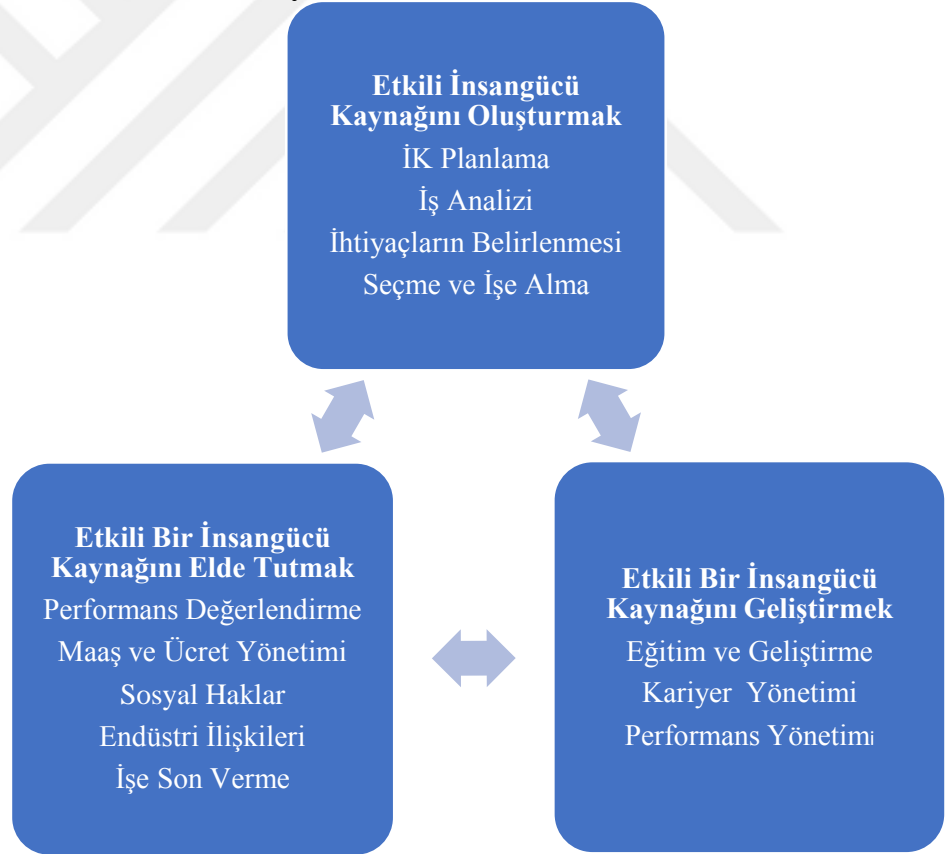 Etkili İnsangücü
Kaynağını Oluşturmak
İK Planlama
İş Analizi
İhtiyaçların Belirlenmesi
Seçme ve İşe Alma
Etkili Bir İnsangücü
Kaynağını Elde Tutmak
Performans Değerlendirme
Maaş ve Ücret Yönetimi
Sosyal Haklar
Endüstri İlişkileri
İşe Son Verme
Etkili Bir İnsangücü
Kaynağını Geliştirmek
Eğitim ve Geliştirme
Kariyer Yönetimi
Performans Yönetimi